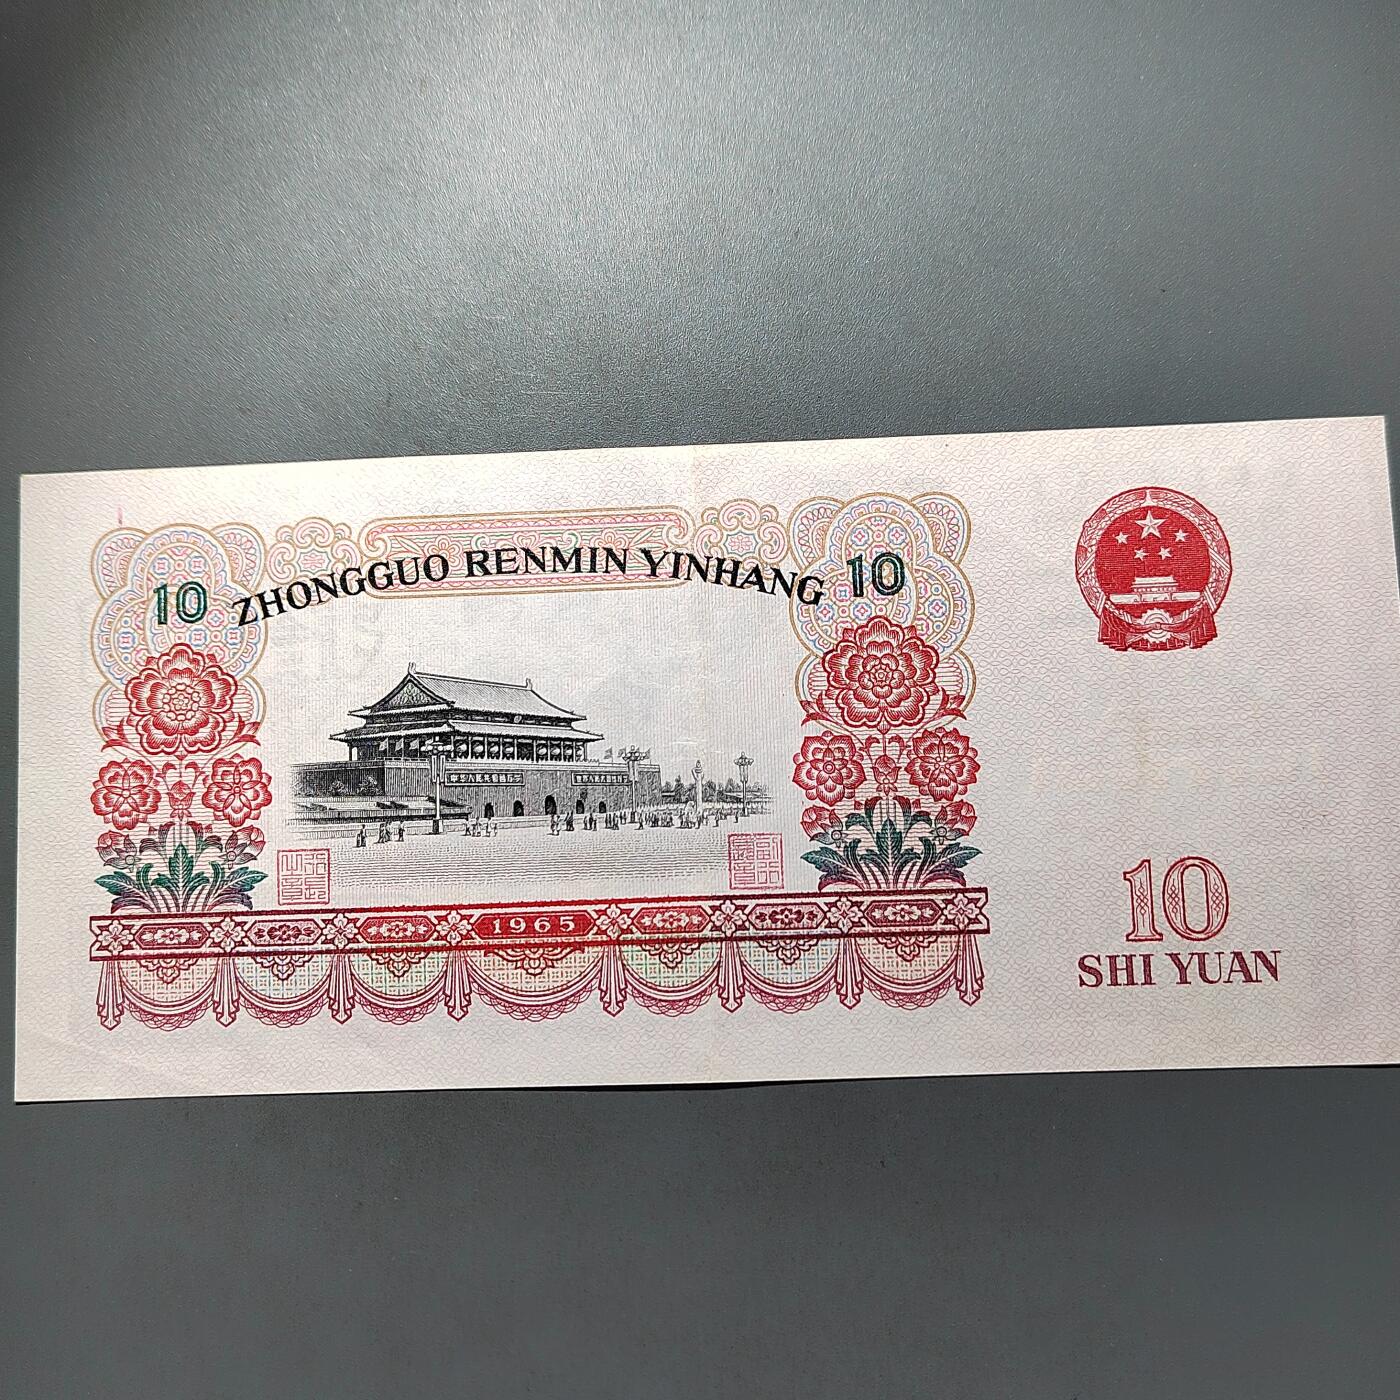 10 ZHONGGUO RENMIN YINHANG 10
1965
10
SHI YUAN